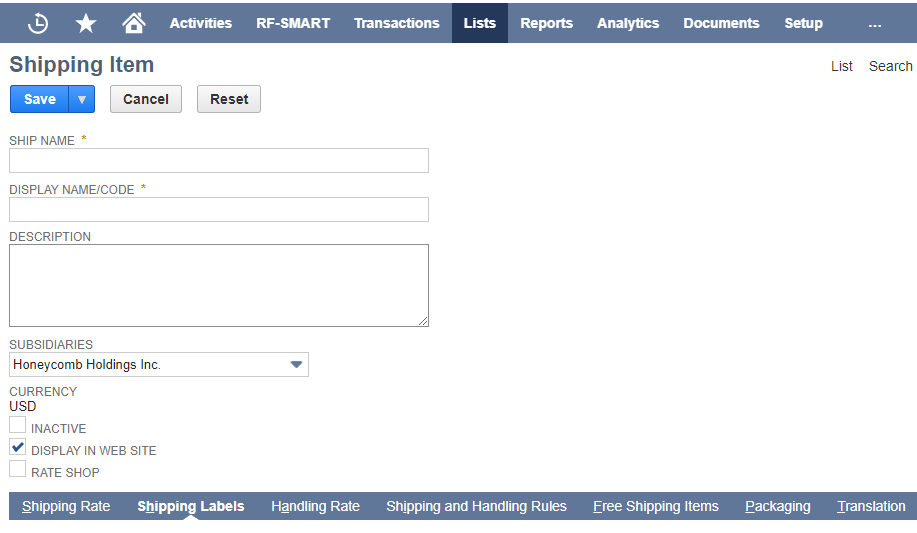 Activities RF-SMART Transactions Lists Reports Analytics Documents Setup ...
Shipping Item
List Search
Save Cancel Reset
SHIP NAME *
DISPLAY NAME/CODE *
DESCRIPTION
SUBSIDIARIES
Honeycomb Holdings Inc.
CURRENCY
USD
INACTIVE
DISPLAY IN WEB SITE
RATE SHOP
Shipping Rate Shipping Labels Handling Rate Shipping and Handling Rules Free Shipping Items Packaging Translation